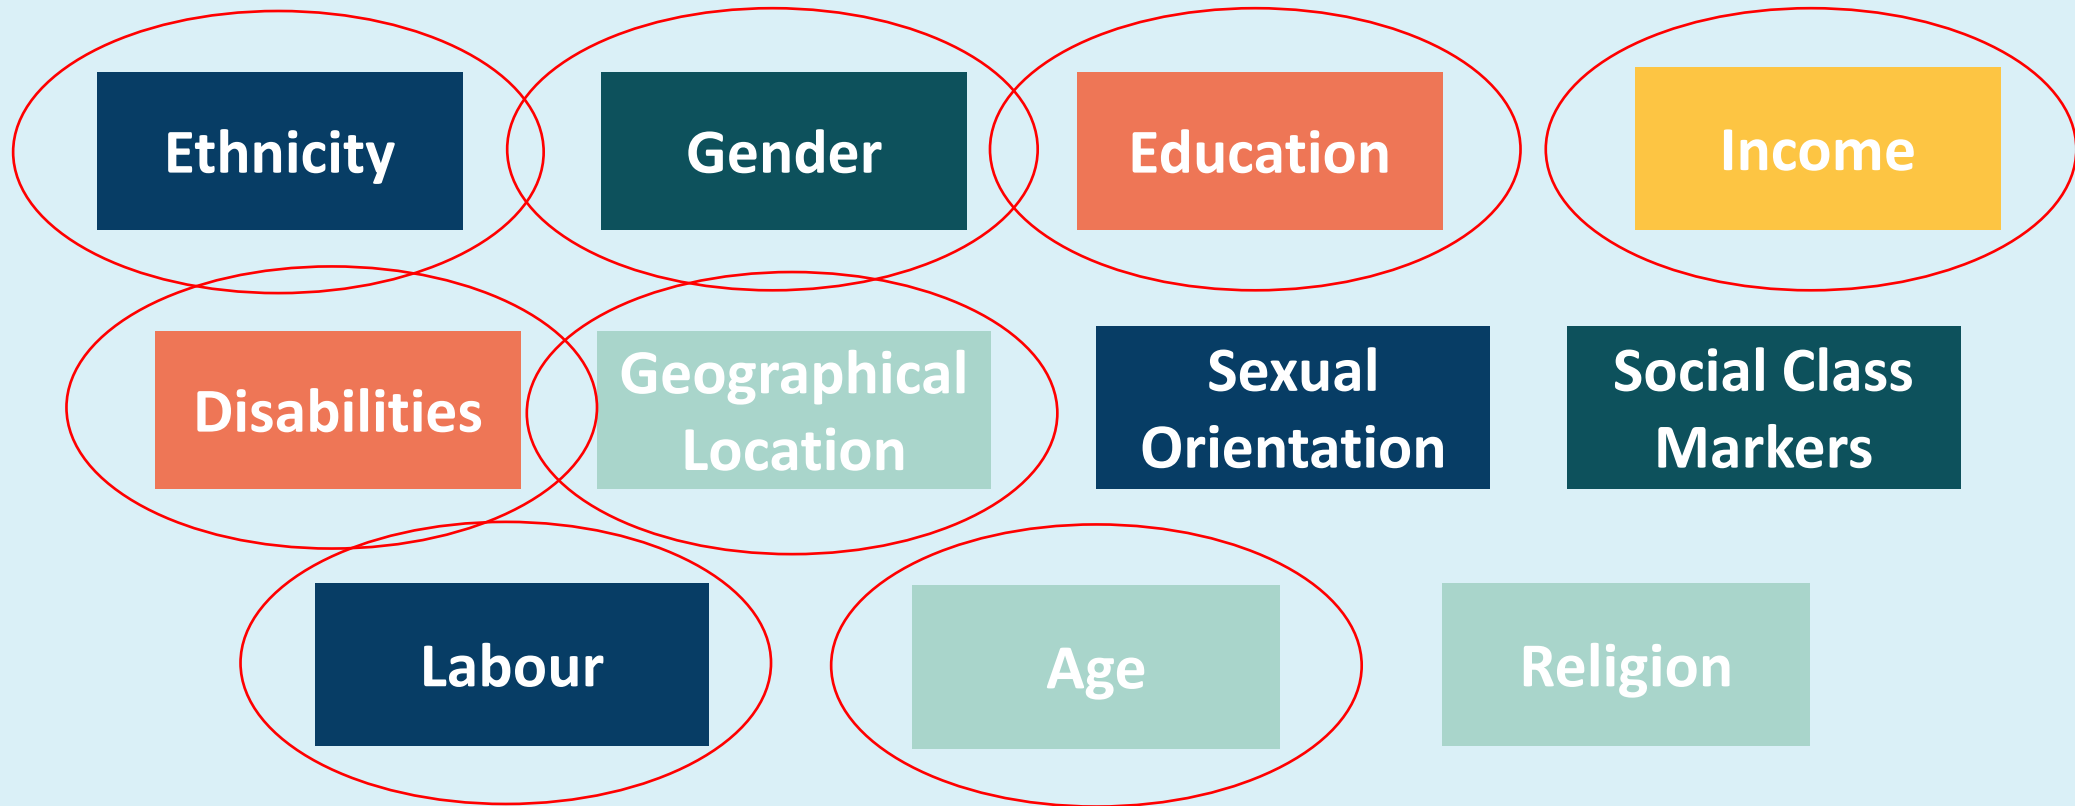 Ethnicity
Gender
Education
Income
Disabilities
Geographical
Location
Sexual
Orientation
Social Class
Markers
Labour
Age
Religion